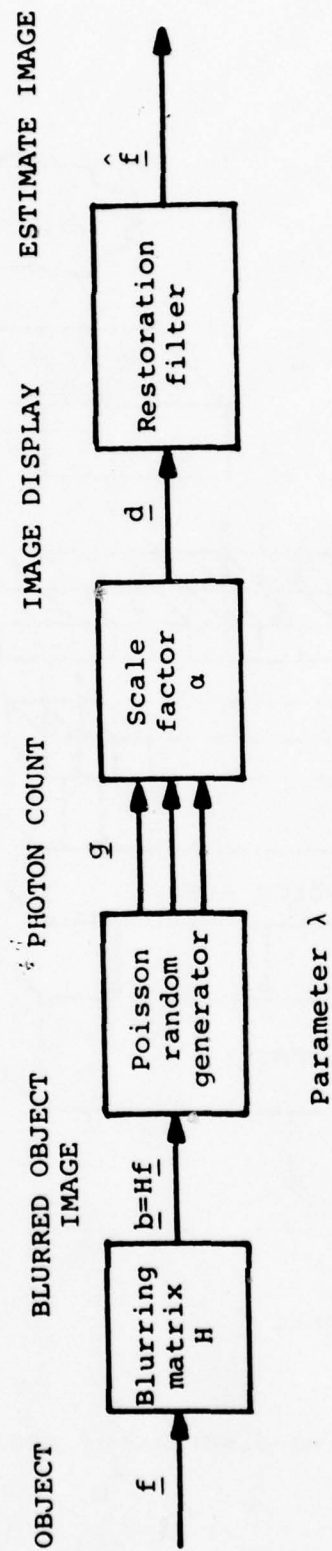 OBJECT
BLURRED OBJECT
IMAGE
PHOTON COUNT
IMAGE DISPLAY
ESTIMATE IMAGE
f
Blurring
matrix
H
b=Hf
Poisson
random
generator
g
Scale
factor
α
d
Restoration
filter
f̂
Parameter λ